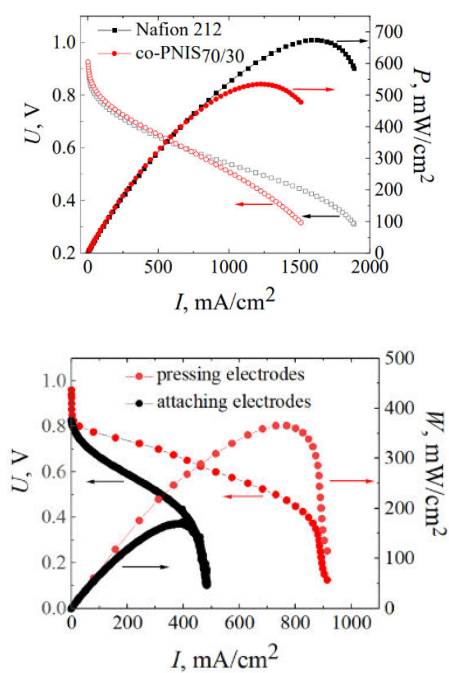 Nafion 212
co-PNIS70/30
1.0
0.8
0.6
0.4
0.2
U, V
700
600
500
400
300
200
100
0
P, mW/cm2
0 500 1000 1500 2000
I, mA/cm2
pressing electrodes
attaching electrodes
1.0
0.8
0.6
0.4
0.2
0.0
U, V
500
400
300
200
100
0
W, mW/cm2
0 200 400 600 800 1000
I, mA/cm2